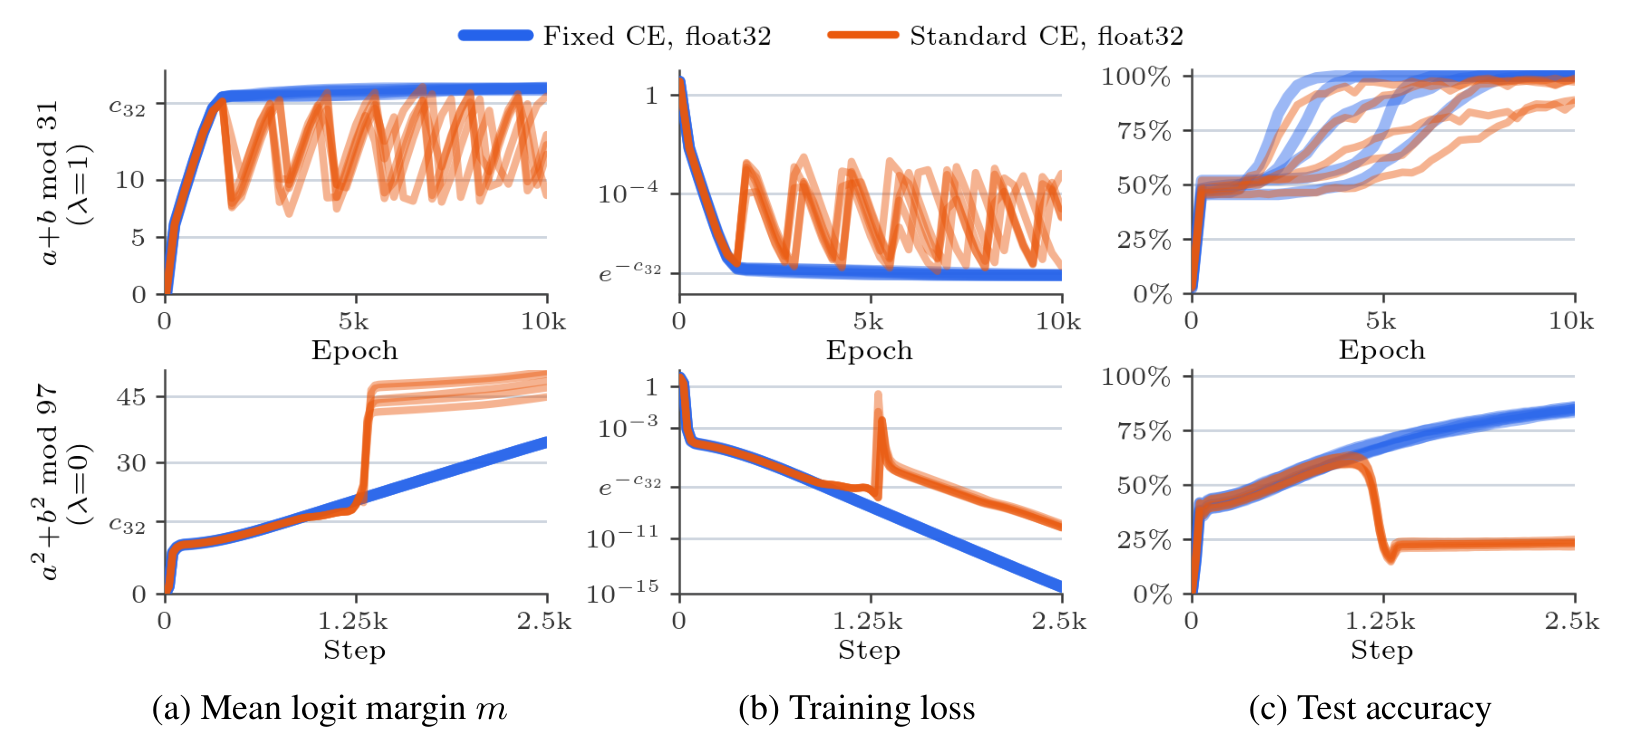 Fixed CE, float32
Standard CE, float32
a+b mod 31
(λ=1)
c₃₂
10
5
0
0
5k
10k
Epoch
1
10⁻⁴
e^{-c₃₂}
0
5k
10k
Epoch
100%
75%
50%
25%
0%
0
5k
10k
Epoch
a²+b² mod 97
(λ=0)
45
30
c₃₂
0
0
1.25k
2.5k
Step
1
10⁻³
e^{-c₃₂}
10⁻¹¹
10⁻¹⁵
0
1.25k
2.5k
Step
100%
75%
50%
25%
0%
0
1.25k
2.5k
Step
(a) Mean logit margin m
(b) Training loss
(c) Test accuracy